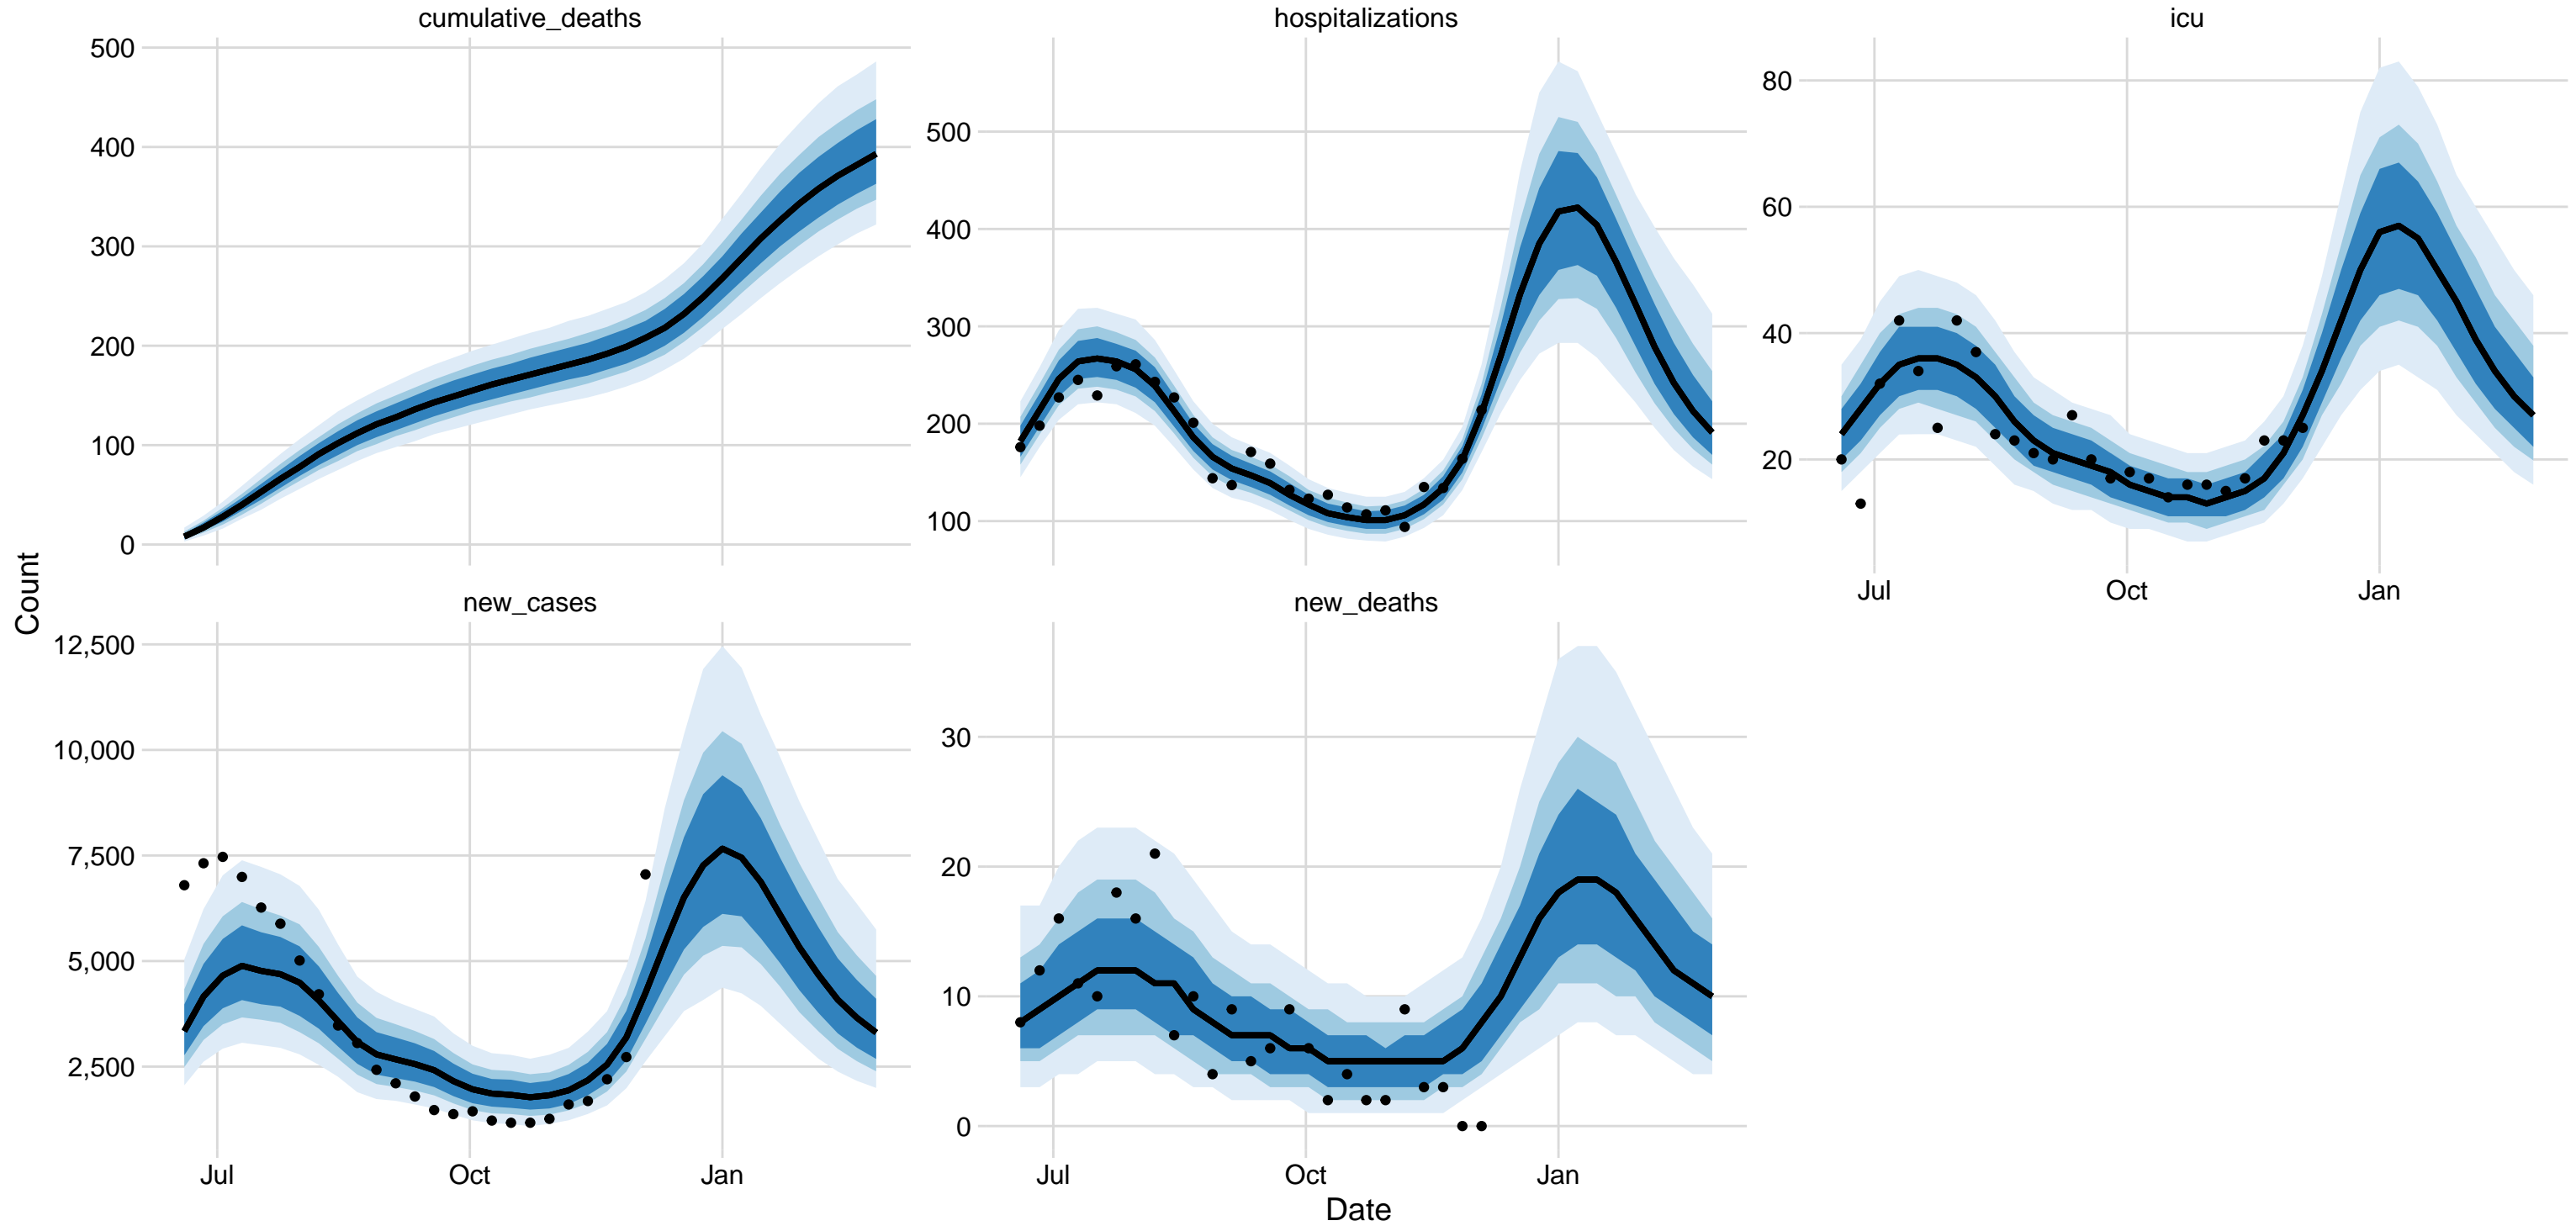 cumulative_deaths
hospitalizations
icu
500
400
300
200
100
0
500
400
300
200
100
80
60
40
20
Jul
Oct
Jan
Count
new_cases
new_deaths
12,500
10,000
7,500
5,000
2,500
30
20
10
0
Jul
Oct
Jan
Jul
Oct
Jan
Date